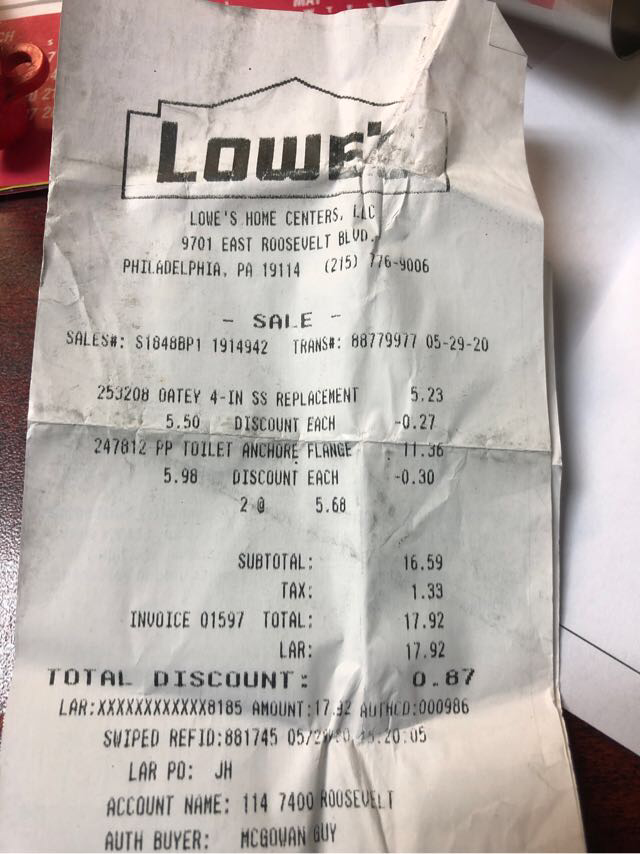 LOWE'S
LOWE'S HOME CENTERS, LLC
9701 EAST ROOSEVELT BLVD.
PHILADELPHIA, PA 19114 (215) 776-9006
- SALE -
SALES#: S1848BP1 1914942 TRANS#: 88779977 05-29-20
253208 OATEY 4-IN SS REPLACEMENT 5.23
5.50 DISCOUNT EACH -0.27
247812 PP TOILET ANCHORE FLANGE 11.36
5.98 DISCOUNT EACH -0.30
2 @ 5.68
SUBTOTAL: 16.59
TAX: 1.33
INVOICE 01597 TOTAL: 17.92
LAR: 17.92
TOTAL DISCOUNT: 0.87
LAR:XXXXXXXXXXXX8185 AMOUNT:17.92 AUTHCD:000986
SWIPED REFID:881745
LAR PO: JH
ACCOUNT NAME: 114 7400 ROOSEVELT
AUTH BUYER: MCGOWAN GUY